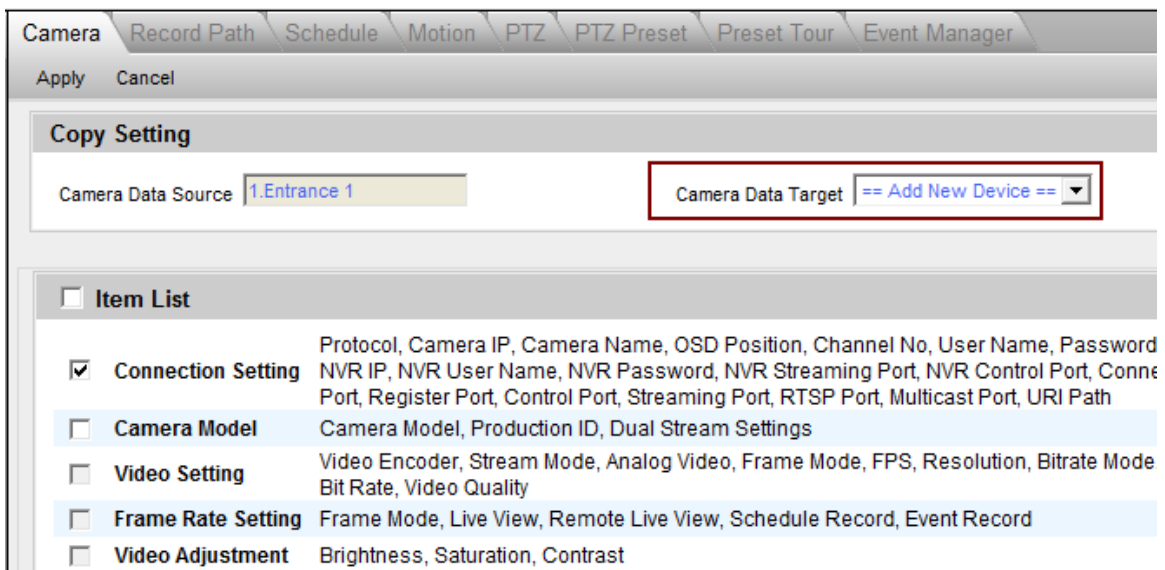 Camera Record Path Schedule Motion PTZ PTZ Preset Preset Tour Event Manager
Apply Cancel
Copy Setting
Camera Data Source 1.Entrance 1 Camera Data Target == Add New Device ==
Item List
Connection Setting Protocol, Camera IP, Camera Name, OSD Position, Channel No, User Name, Password
NVR IP, NVR User Name, NVR Password, NVR Streaming Port, NVR Control Port, Conne
Port, Register Port, Control Port, Streaming Port, RTSP Port, Multicast Port, URI Path
Camera Model Camera Model, Production ID, Dual Stream Settings
Video Setting Video Encoder, Stream Mode, Analog Video, Frame Mode, FPS, Resolution, Bitrate Mode,
Bit Rate, Video Quality
Frame Rate Setting Frame Mode, Live View, Remote Live View, Schedule Record, Event Record
Video Adjustment Brightness, Saturation, Contrast